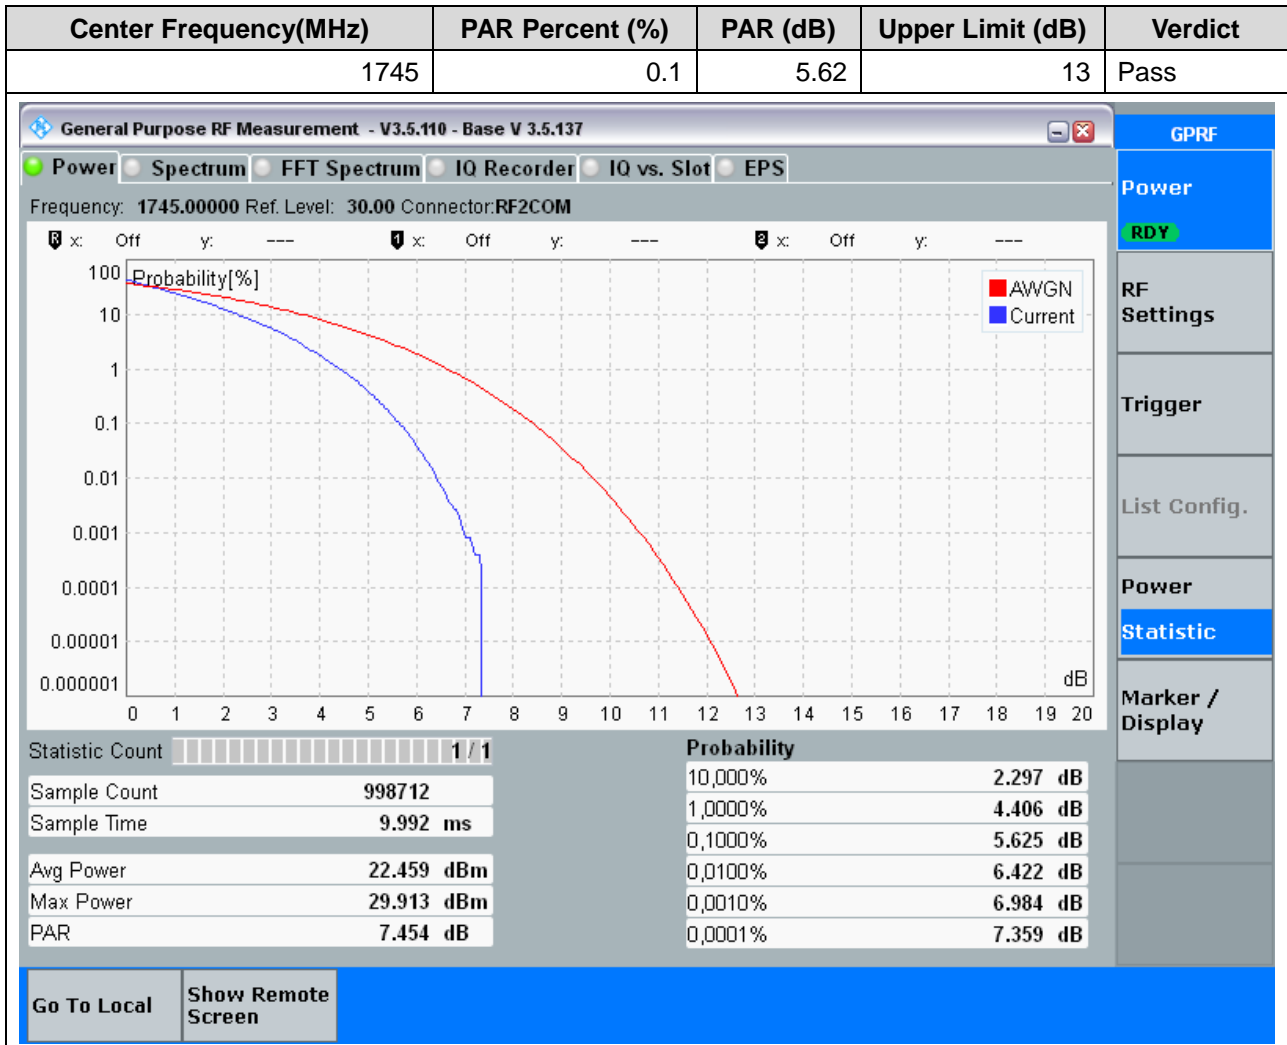 Center Frequency(MHz) PAR Percent (%) PAR (dB) Upper Limit (dB) Verdict
1745 0.1 5.62 13 Pass
General Purpose RF Measurement - V3.5.110 - Base V 3.5.137
GPRF
Power Spectrum FFT Spectrum IQ Recorder IQ vs. Slot EPS
Power
RDY
Frequency: 1745.00000 Ref. Level: 30.00 Connector:RF2COM
R x: Off y: --- 1 x: Off y: --- 2 x: Off y: ---
Probability[%]
AWGN
Current
100
10
1
0.1
0.01
0.001
0.0001
0.00001
0.000001
dB
0 1 2 3 4 5 6 7 8 9 10 11 12 13 14 15 16 17 18 19 20
RF
Settings
Trigger
List Config.
Power
Statistic
Marker /
Display
Statistic Count 1 / 1
Sample Count 998712
Sample Time 9.992 ms
Avg Power 22.459 dBm
Max Power 29.913 dBm
PAR 7.454 dB
Probability
10,000% 2.297 dB
1,0000% 4.406 dB
0,1000% 5.625 dB
0,0100% 6.422 dB
0,0010% 6.984 dB
0,0001% 7.359 dB
Go To Local
Show Remote
Screen